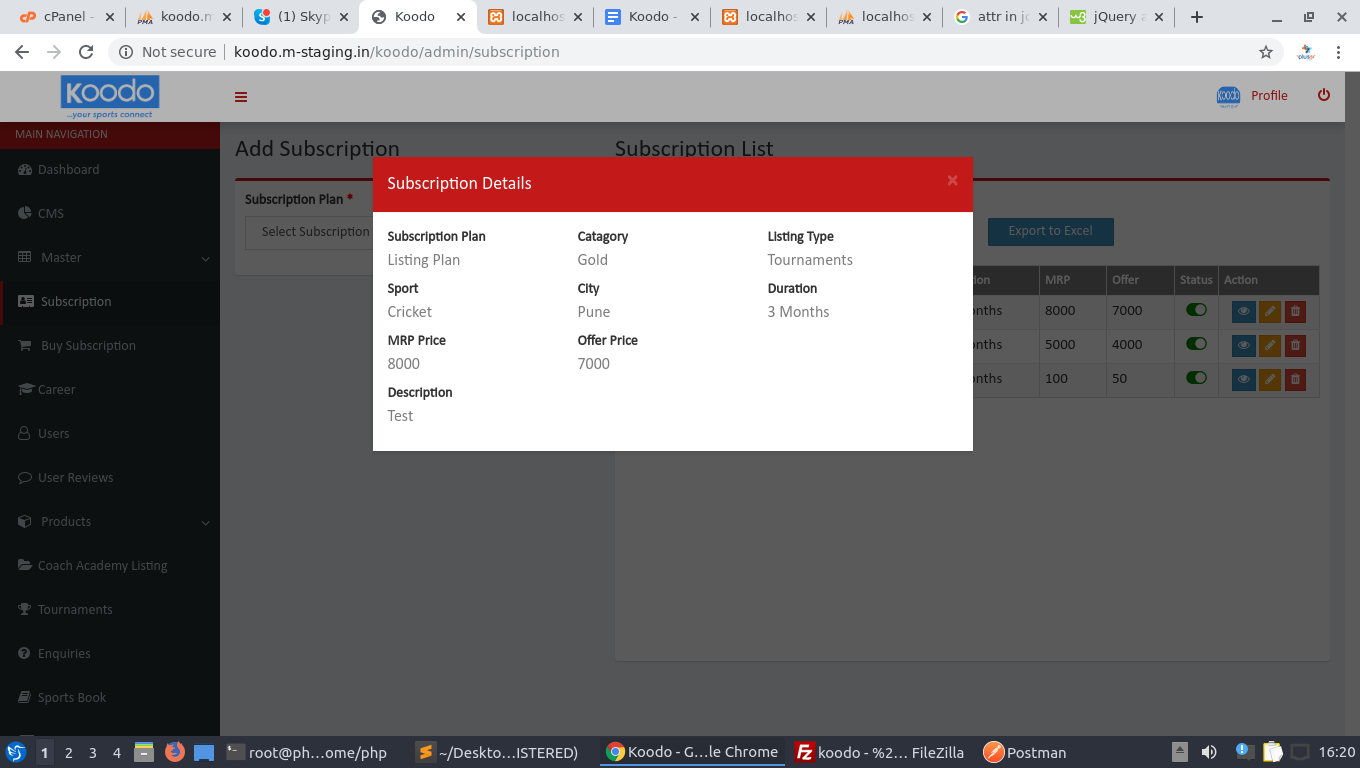 cPanel -
koodo.m
(1) Skyp
Koodo
localhos
Koodo -
localhos
localhos
attr in jq
jQuery a
Not secure
koodo.m-staging.in/koodo/admin/subscription
Koodo
...your sports connect
Profile
MAIN NAVIGATION
Dashboard
CMS
Master
Subscription
Buy Subscription
Career
Users
User Reviews
Products
Coach Academy Listing
Tournaments
Enquiries
Sports Book
Add Subscription
Subscription List
Subscription Plan *
Select Subscription
Export to Excel
ion MRP Offer Status Action
onths 8000 7000
onths 5000 4000
onths 100 50
Subscription Details
×
Subscription Plan Catagory Listing Type
Listing Plan Gold Tournaments
Sport City Duration
Cricket Pune 3 Months
MRP Price Offer Price
8000 7000
Description
Test
1 2 3 4
root@ph...ome/php
~/Deskto...ISTERED)
Koodo - G...le Chrome
koodo - %2... FileZilla
Postman
16:20